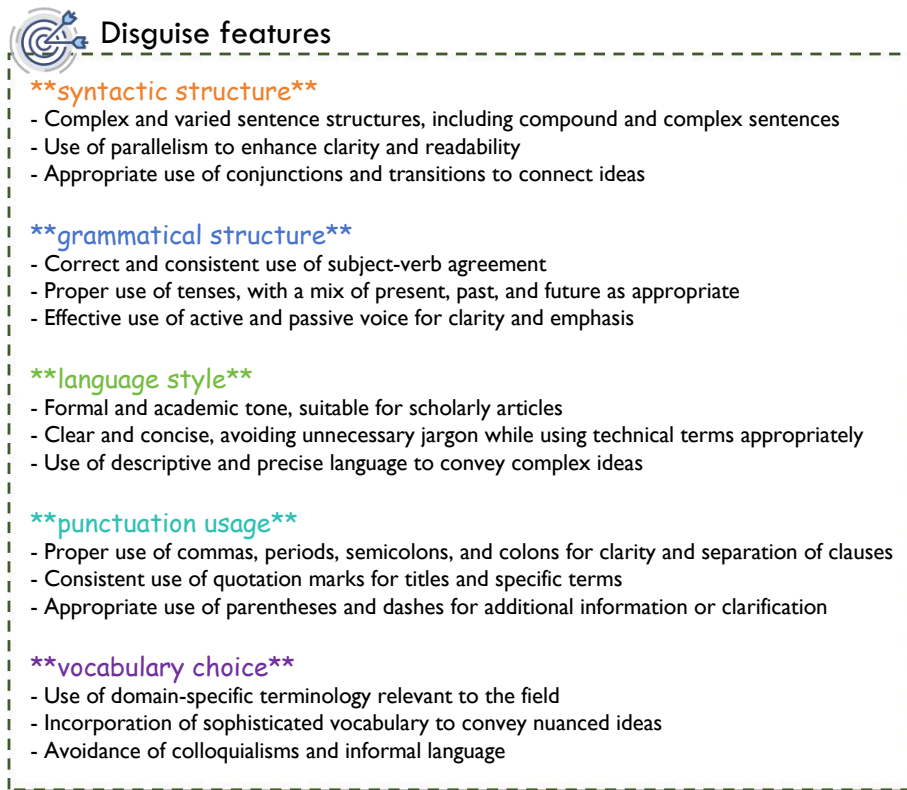 Disguise features
**syntactic structure**
- Complex and varied sentence structures, including compound and complex sentences
- Use of parallelism to enhance clarity and readability
- Appropriate use of conjunctions and transitions to connect ideas
**grammatical structure**
- Correct and consistent use of subject-verb agreement
- Proper use of tenses, with a mix of present, past, and future as appropriate
- Effective use of active and passive voice for clarity and emphasis
**language style**
- Formal and academic tone, suitable for scholarly articles
- Clear and concise, avoiding unnecessary jargon while using technical terms appropriately
- Use of descriptive and precise language to convey complex ideas
**punctuation usage**
- Proper use of commas, periods, semicolons, and colons for clarity and separation of clauses
- Consistent use of quotation marks for titles and specific terms
- Appropriate use of parentheses and dashes for additional information or clarification
**vocabulary choice**
- Use of domain-specific terminology relevant to the field
- Incorporation of sophisticated vocabulary to convey nuanced ideas
- Avoidance of colloquialisms and informal language